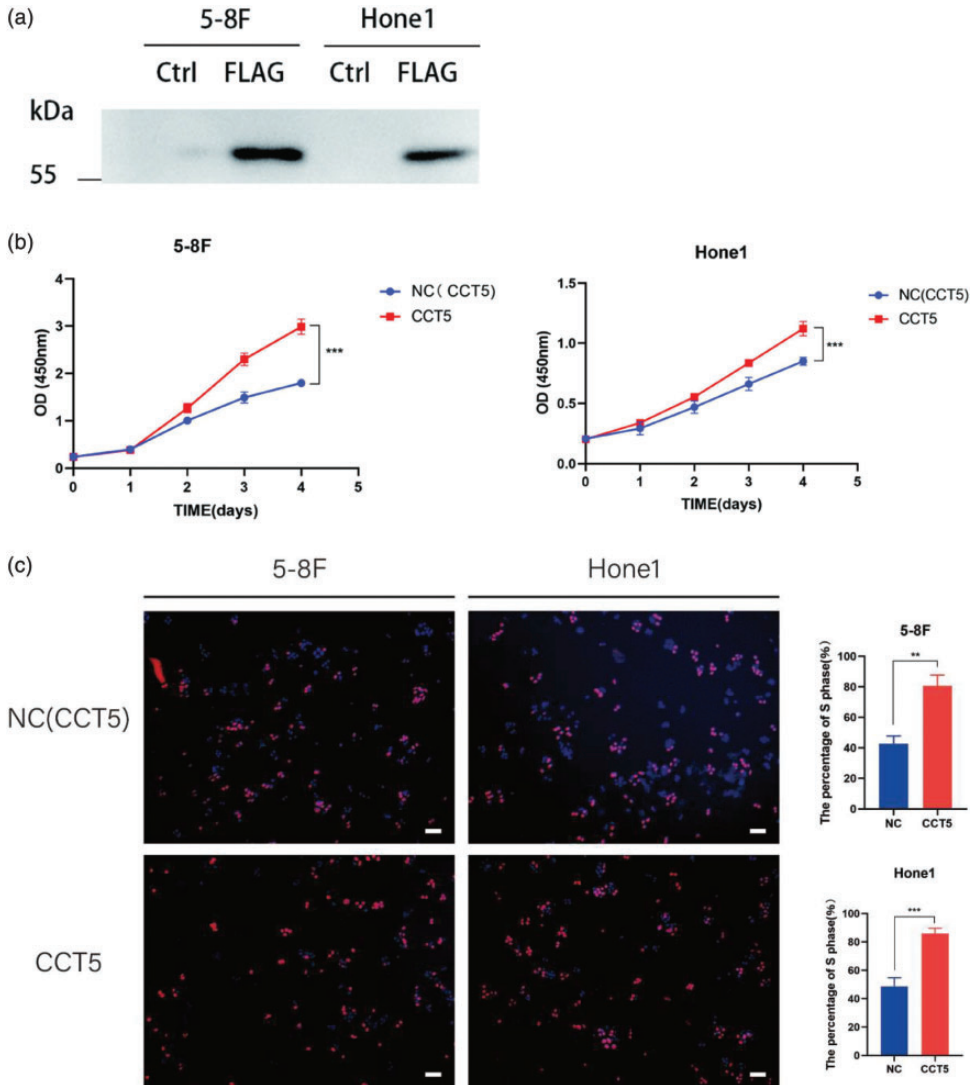 (a)
5-8F Hone1
Ctrl FLAG Ctrl FLAG
kDa
55
(b)
5-8F
OD (450nm)
4
3
2
1
0
0 1 2 3 4 5
TIME(days)
NC( CCT5)
CCT5
***
Hone1
OD (450nm)
1.5
1.0
0.5
0.0
0 1 2 3 4 5
TIME(days)
NC(CCT5)
CCT5
***
(c)
5-8F Hone1
NC(CCT5)
CCT5
5-8F
The percentage of S phase(%)
100
80
60
40
20
0
**
NC CCT5
Hone1
The percentage of S phase(%)
100
80
60
40
20
0
***
NC CCT5